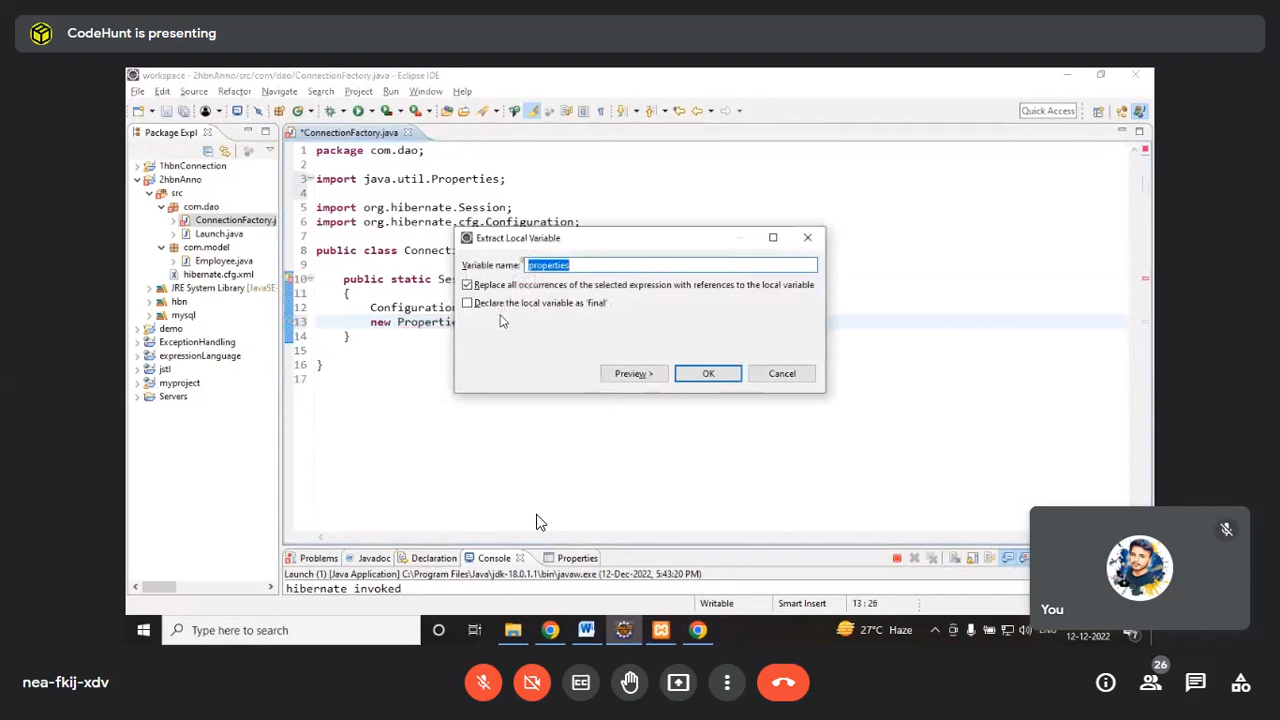 CodeHunt is presenting
workspace - 2hbnAnno/src/com/dao/ConnectionFactory.java - Eclipse IDE
File Edit Source Refactor Navigate Search Project Run Window Help
Quick Access
Package Expl
*ConnectionFactory.java
1hbnConnection
2hbnAnno
src
com.dao
ConnectionFactory.j
Launch.java
com.model
Employee.java
hibernate.cfg.xml
JRE System Library [JavaSE-
hbn
mysql
demo
ExceptionHandling
expressionLanguage
jstl
myproject
Servers
1 package com.dao;
2
3 import java.util.Properties;
4
5 import org.hibernate.Session;
6 import org.hibernate.cfg.Configuration;
8 public class Connec
9
10 public static Se
11 {
12 Configuration
13 new Propertie
14 }
15
16 }
17
Extract Local Variable
Variable name: properties
Replace all occurrences of the selected expression with references to the local variable
Declare the local variable as 'final'
Preview > OK Cancel
Problems Javadoc Declaration Console Properties
Launch (1) [Java Application] C:\Program Files\Java\jdk-18.0.1.1\bin\javaw.exe (12-Dec-2022, 5:43:20 PM)
hibernate invoked
Writable Smart Insert 13 : 26
You
Type here to search
27°C Haze
12-12-2022
7
nea-fkij-xdv
26